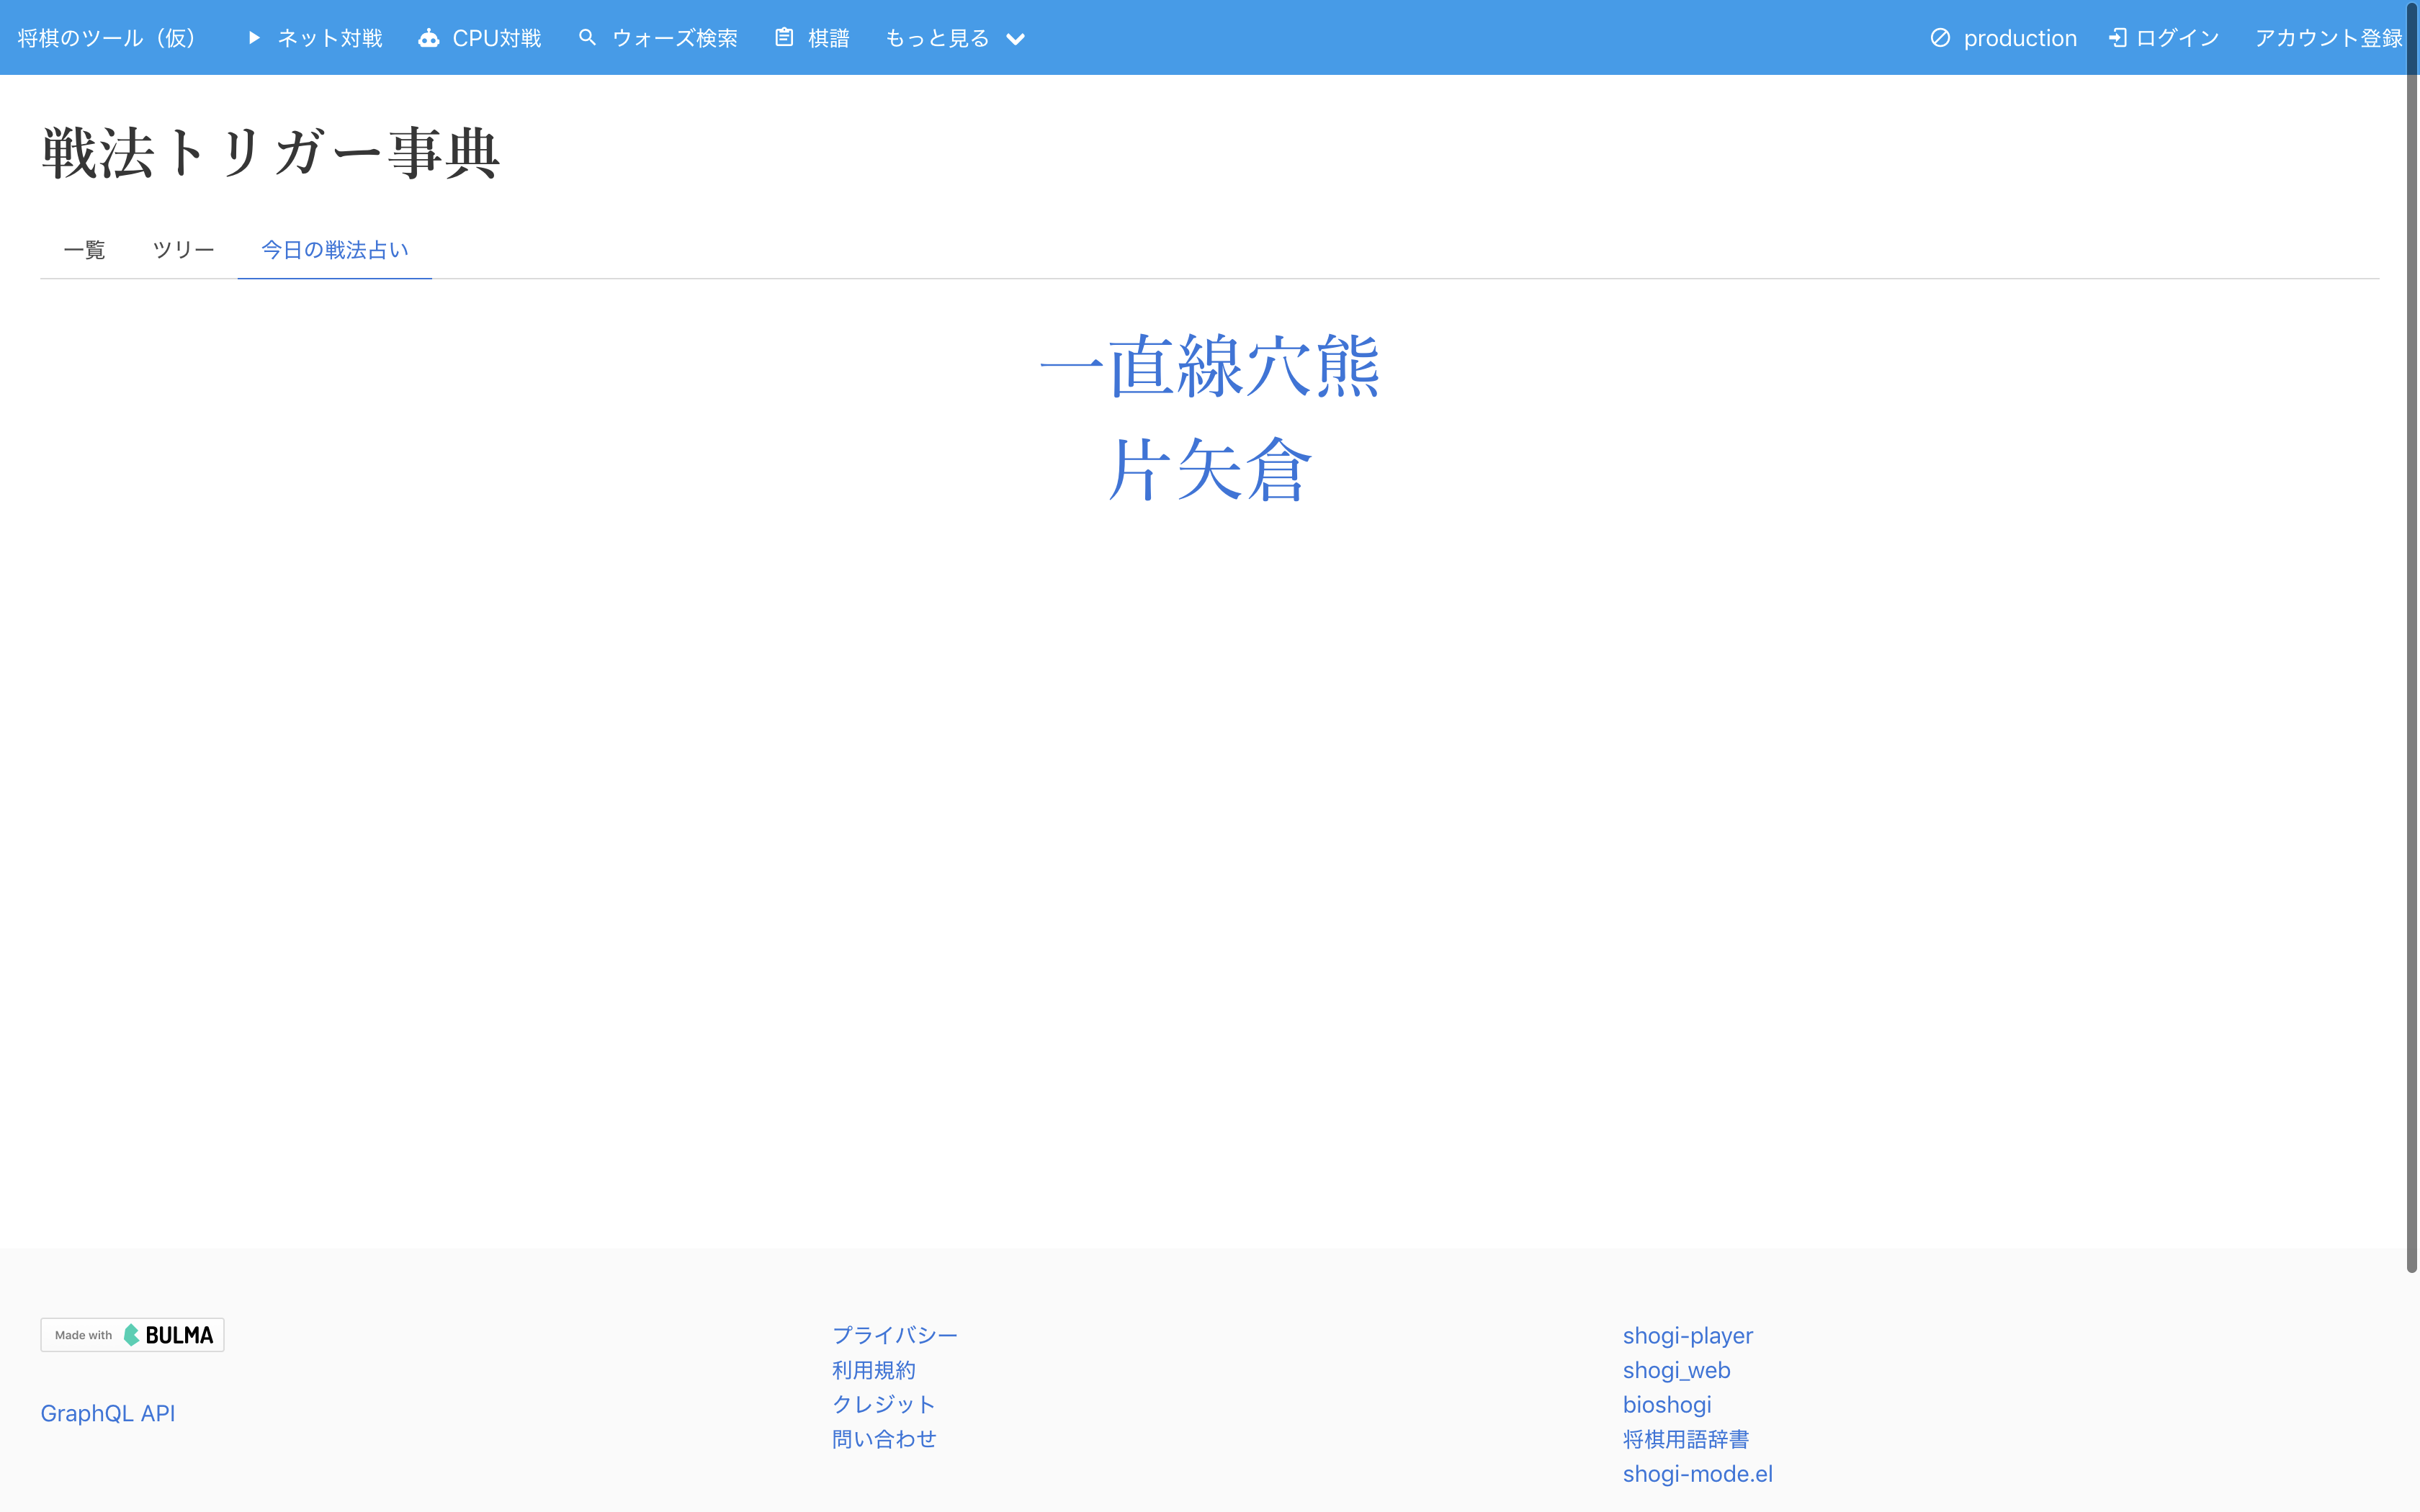 将棋のツール（仮） ネット対戦 CPU対戦 ウォーズ検索 棋譜 もっと見る production ログイン アカウント登録
戦法トリガー事典
一覧 ツリー 今日の戦法占い
一直線穴熊
片矢倉
Made with BULMA
GraphQL API
プライバシー
利用規約
クレジット
問い合わせ
shogi-player
shogi_web
bioshogi
将棋用語辞書
shogi-mode.el